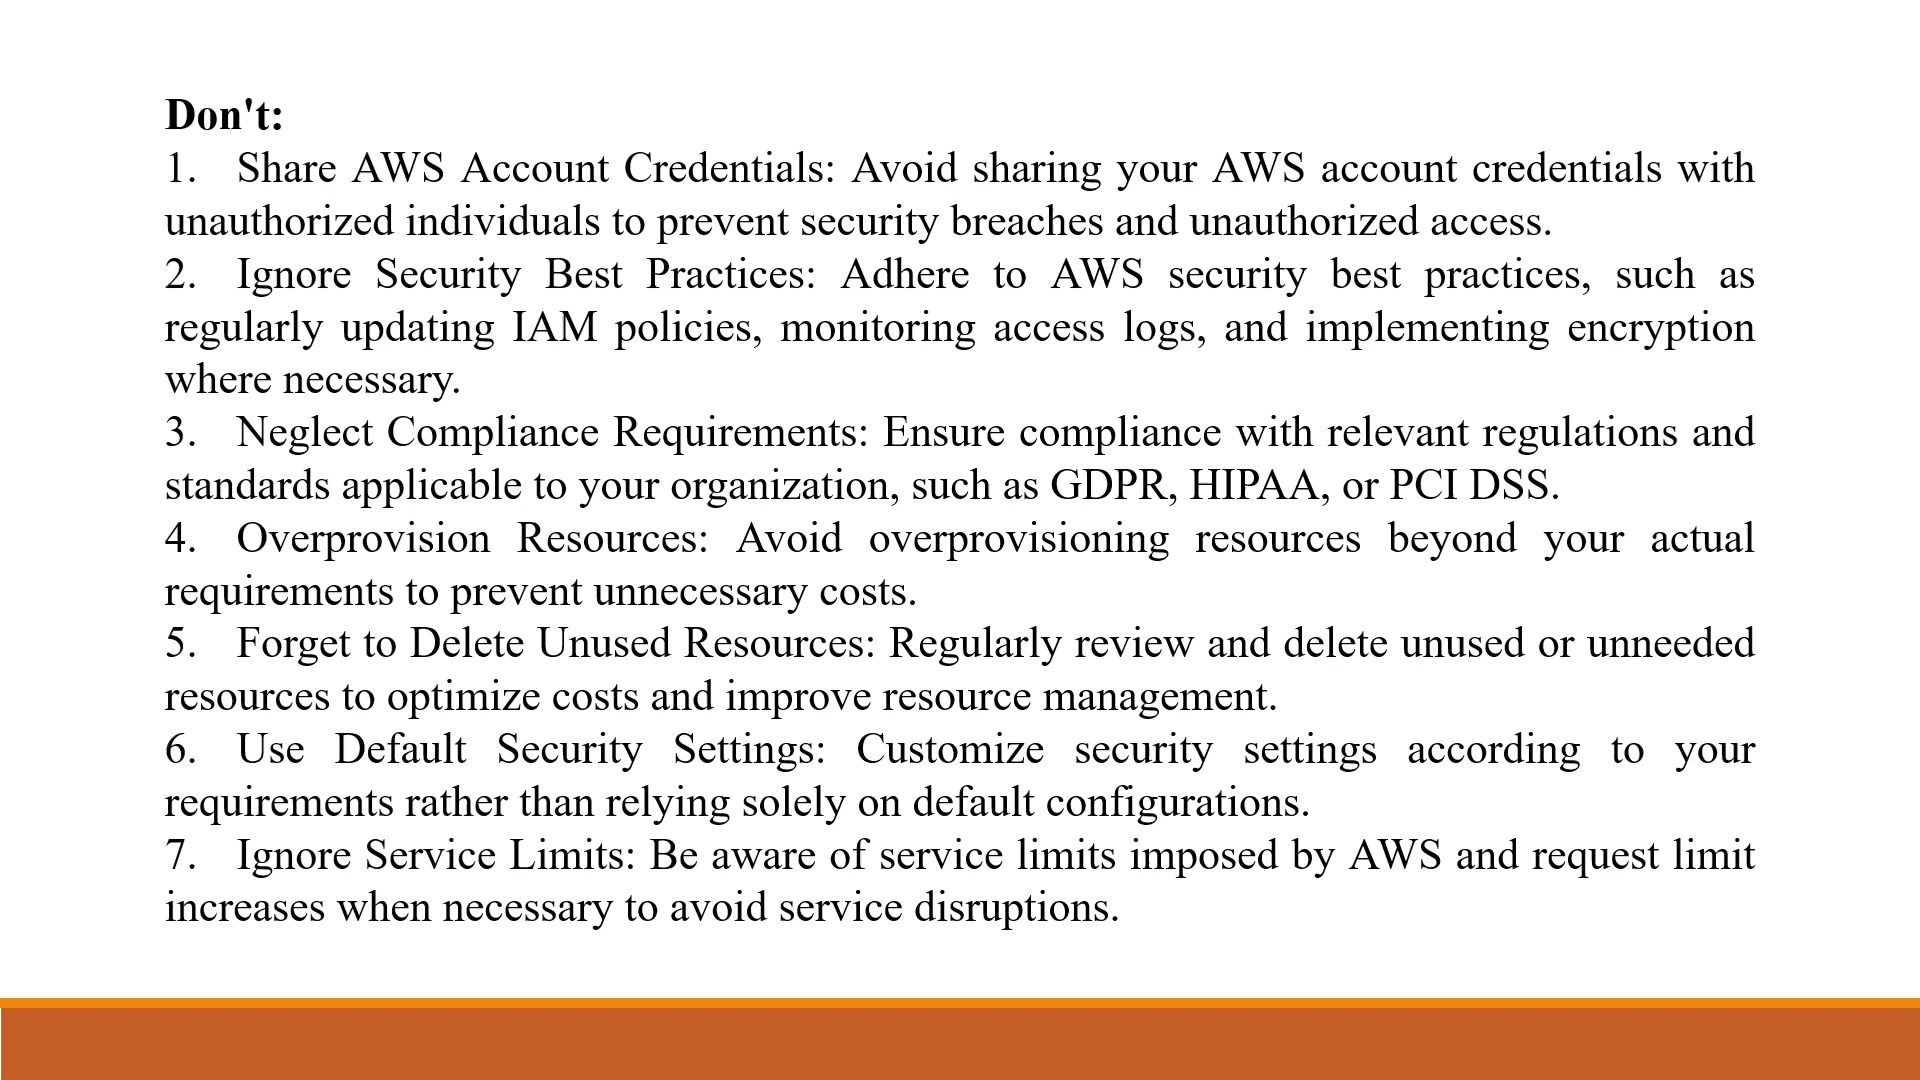 Don't:
1. Share AWS Account Credentials: Avoid sharing your AWS account credentials with
unauthorized individuals to prevent security breaches and unauthorized access.
2. Ignore Security Best Practices: Adhere to AWS security best practices, such as
regularly updating IAM policies, monitoring access logs, and implementing encryption
where necessary.
3. Neglect Compliance Requirements: Ensure compliance with relevant regulations and
standards applicable to your organization, such as GDPR, HIPAA, or PCI DSS.
4. Overprovision Resources: Avoid overprovisioning resources beyond your actual
requirements to prevent unnecessary costs.
5. Forget to Delete Unused Resources: Regularly review and delete unused or unneeded
resources to optimize costs and improve resource management.
6. Use Default Security Settings: Customize security settings according to your
requirements rather than relying solely on default configurations.
7. Ignore Service Limits: Be aware of service limits imposed by AWS and request limit
increases when necessary to avoid service disruptions.